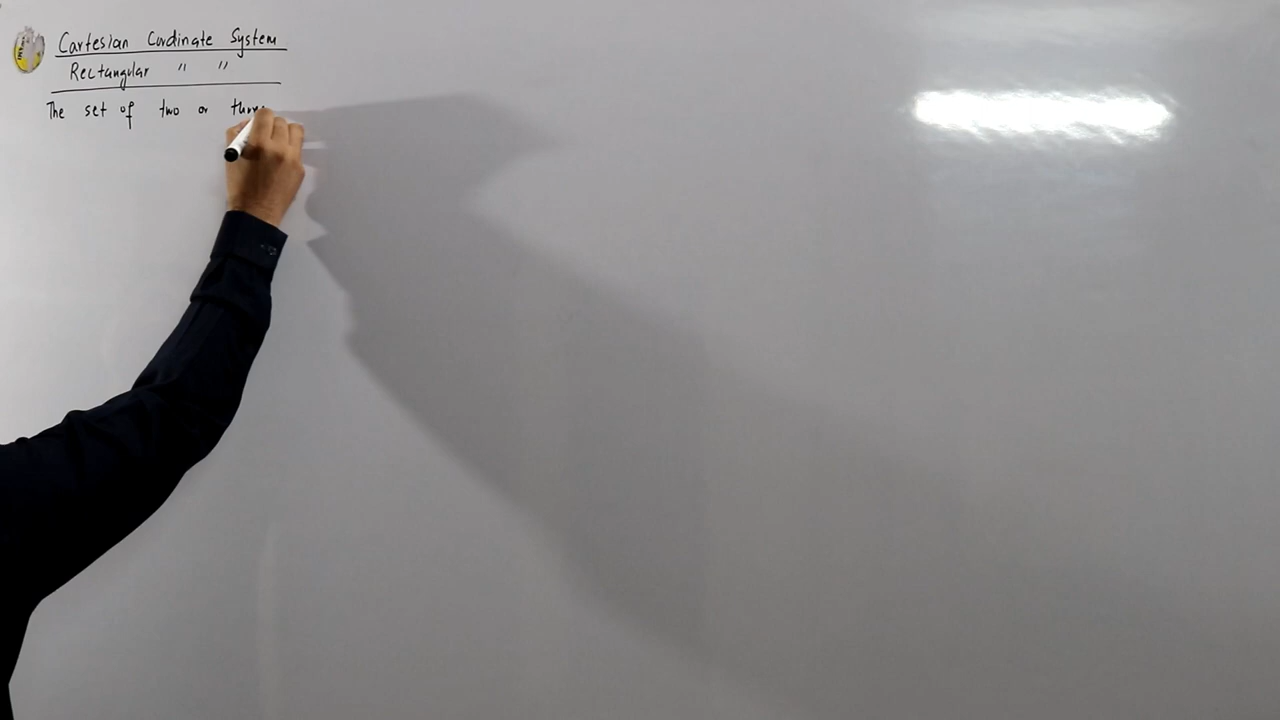 Cartesian Cordinate System
Rectangular " "
The set of two or